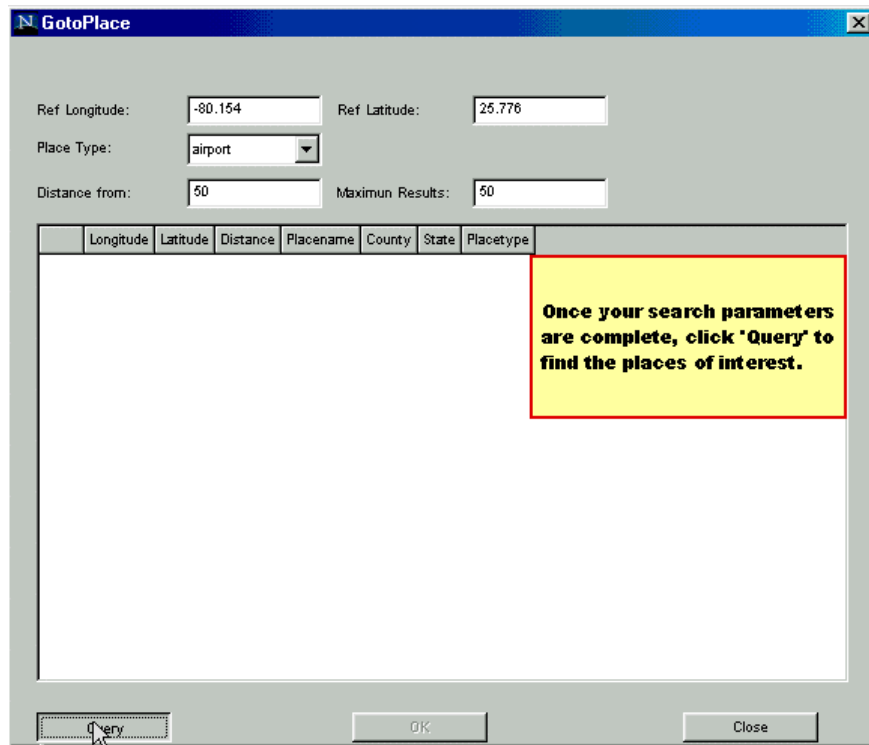 N GotoPlace
Ref Longitude: -80.154 Ref Latitude: 25.776
Place Type: airport
Distance from: 50 Maximun Results: 50
Longitude Latitude Distance Placename County State Placetype
Once your search parameters
are complete, click "Query" to
find the places of interest.
Query OK Close